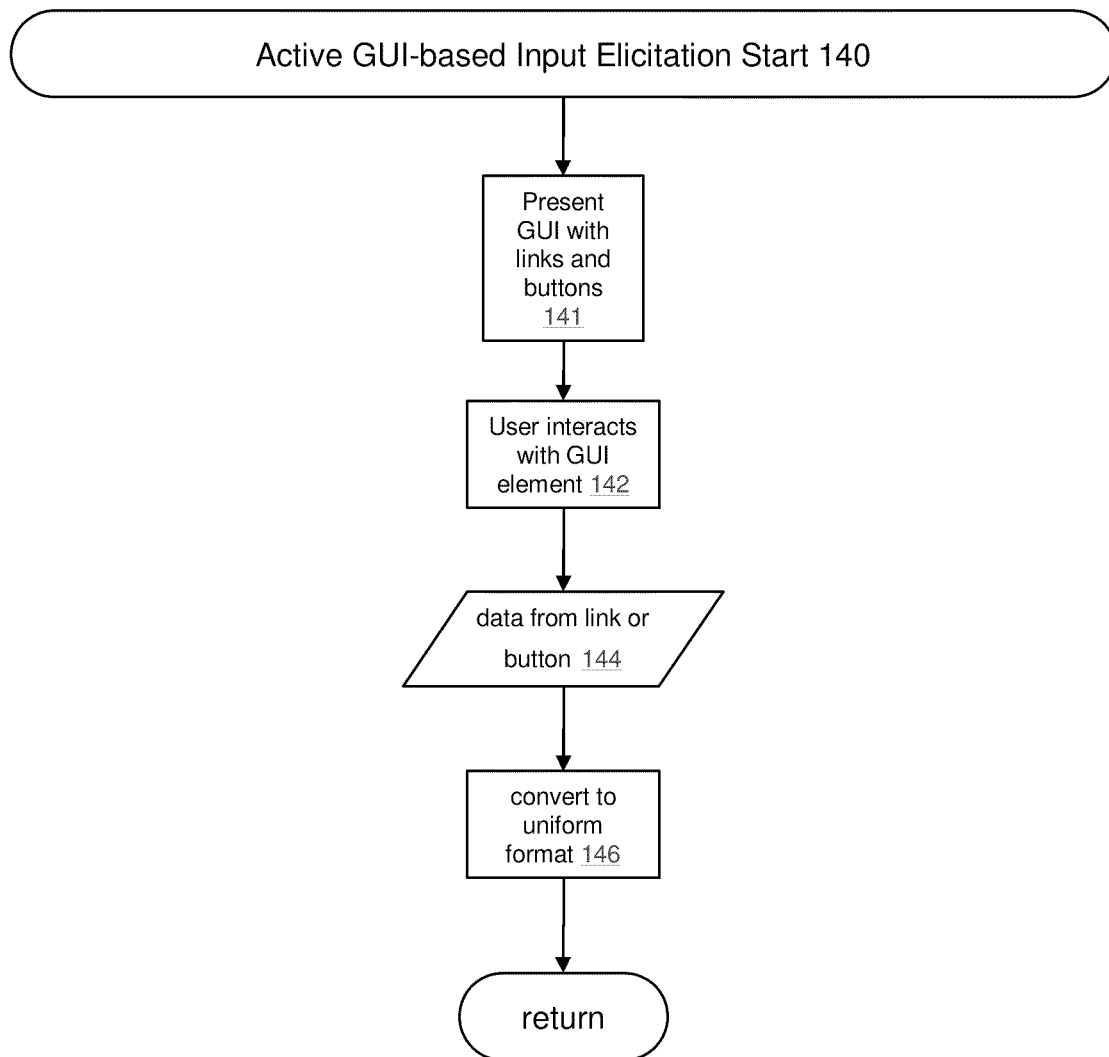 Active GUI-based Input Elicitation Start 140
Present
GUI with
links and
buttons
141
User interacts
with GUI
element 142
data from link or
button 144
convert to
uniform
format 146
return